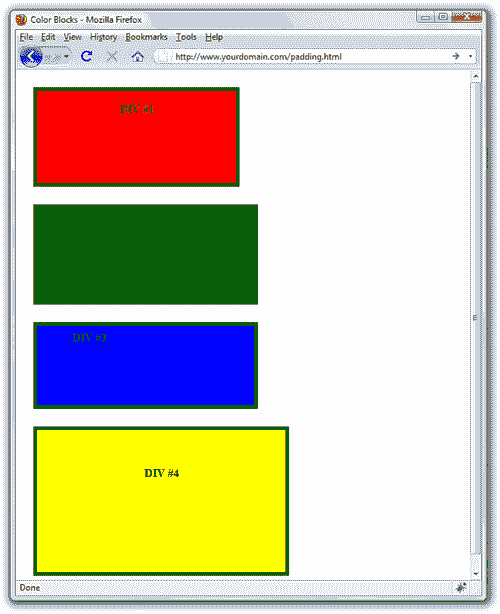 Color Blocks - Mozilla Firefox
File Edit View History Bookmarks Tools Help
http://www.yourdomain.com/padding.html
DIV #1
DIV #3
DIV #4
Done